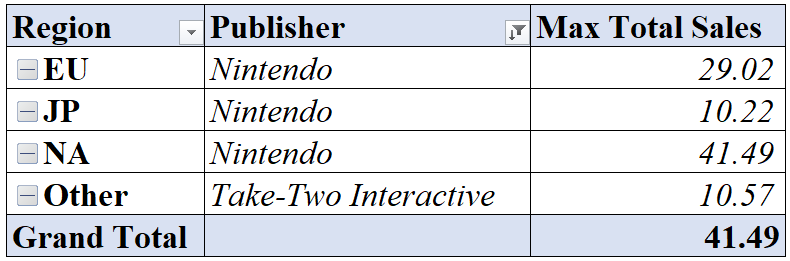 Region Publisher Max Total Sales
EU Nintendo 29.02
JP Nintendo 10.22
NA Nintendo 41.49
Other Take-Two Interactive 10.57
Grand Total 41.49